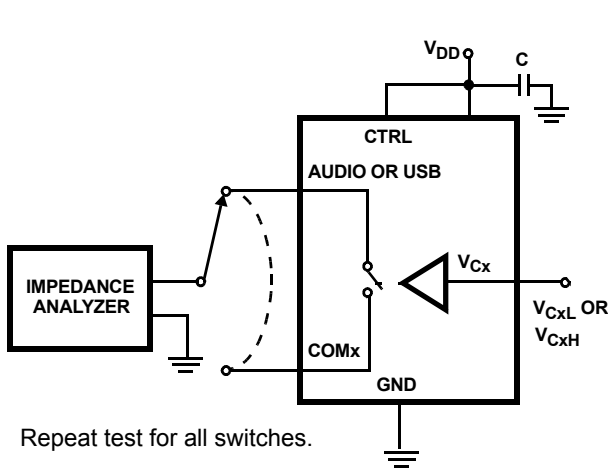 VDD
C
CTRL
AUDIO OR USB
VCx
IMPEDANCE
ANALYZER
VCxL OR
VCxH
COMx
GND
Repeat test for all switches.